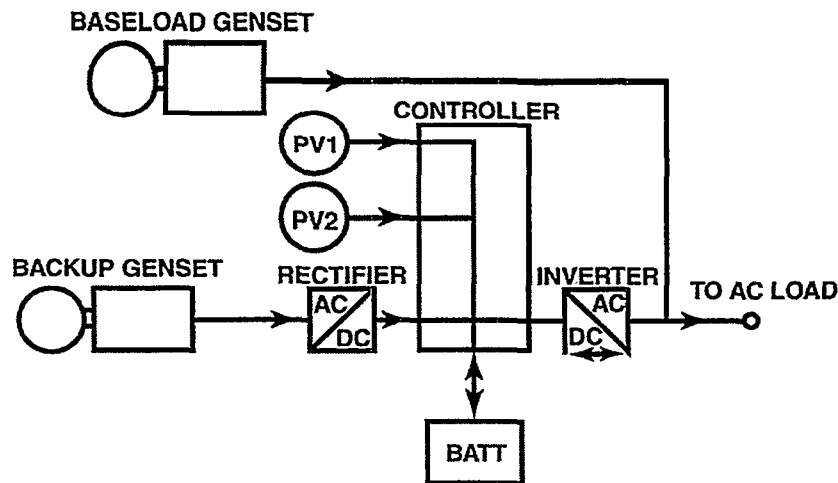 BASELOAD GENSET
CONTROLLER
PV1
PV2
BACKUP GENSET
RECTIFIER
AC
DC
INVERTER
AC
DC
TO AC LOAD
BATT